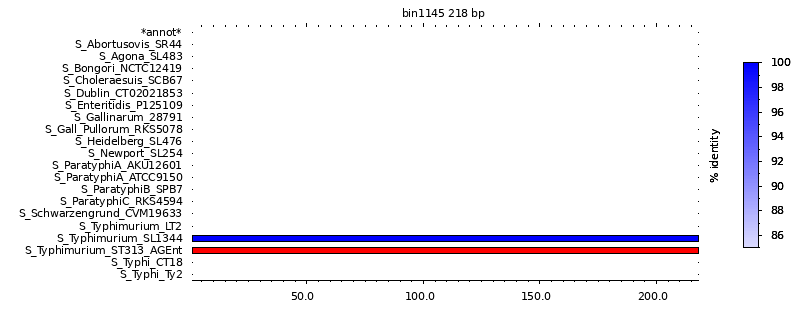 bin1145 218 bp
*annot*
S_Abortusovis_SR44
S_Agona_SL483
S_Bongori_NCTC12419
S_Choleraesuis_SCB67
S_Dublin_CT02021853
S_Enteritidis_P125109
S_Gallinarum_28791
S_Gall_Pullorum_RKS5078
S_Heidelberg_SL476
S_Newport_SL254
S_ParatyphiA_AKU12601
S_ParatyphiA_ATCC9150
S_ParatyphiB_SPB7
S_ParatyphiC_RKS4594
S_Schwarzengrund_CVM19633
S_Typhimurium_LT2
S_Typhimurium_SL1344
S_Typhimurium_ST313_AGEnt
S_Typhi_CT18
S_Typhi_Ty2
50.0 100.0 150.0 200.0
% identity
100
98
96
94
92
90
88
86